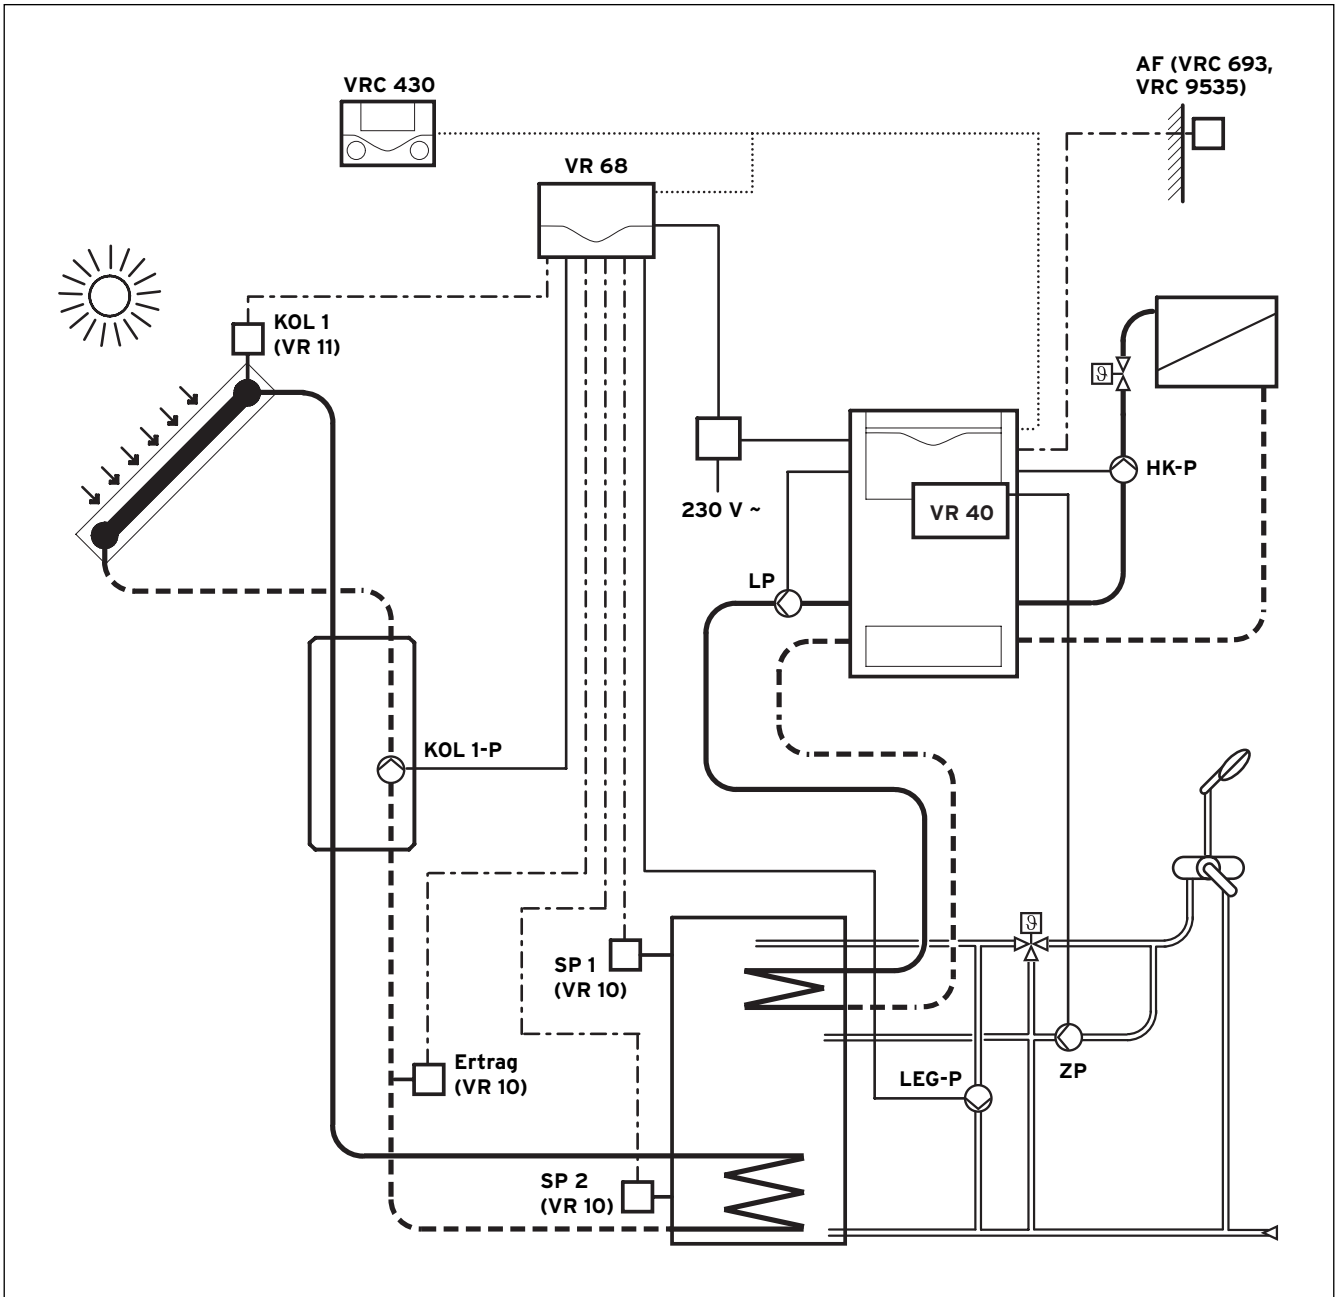 AF (VRC 693,
VRC 9535)
VRC 430
VR 68
KOL 1
(VR 11)
ϑ
HK-P
230 V ~
VR 40
LP
KOL 1-P
ϑ
SP 1
(VR 10)
Ertrag
(VR 10)
LEG-P
ZP
SP 2
(VR 10)